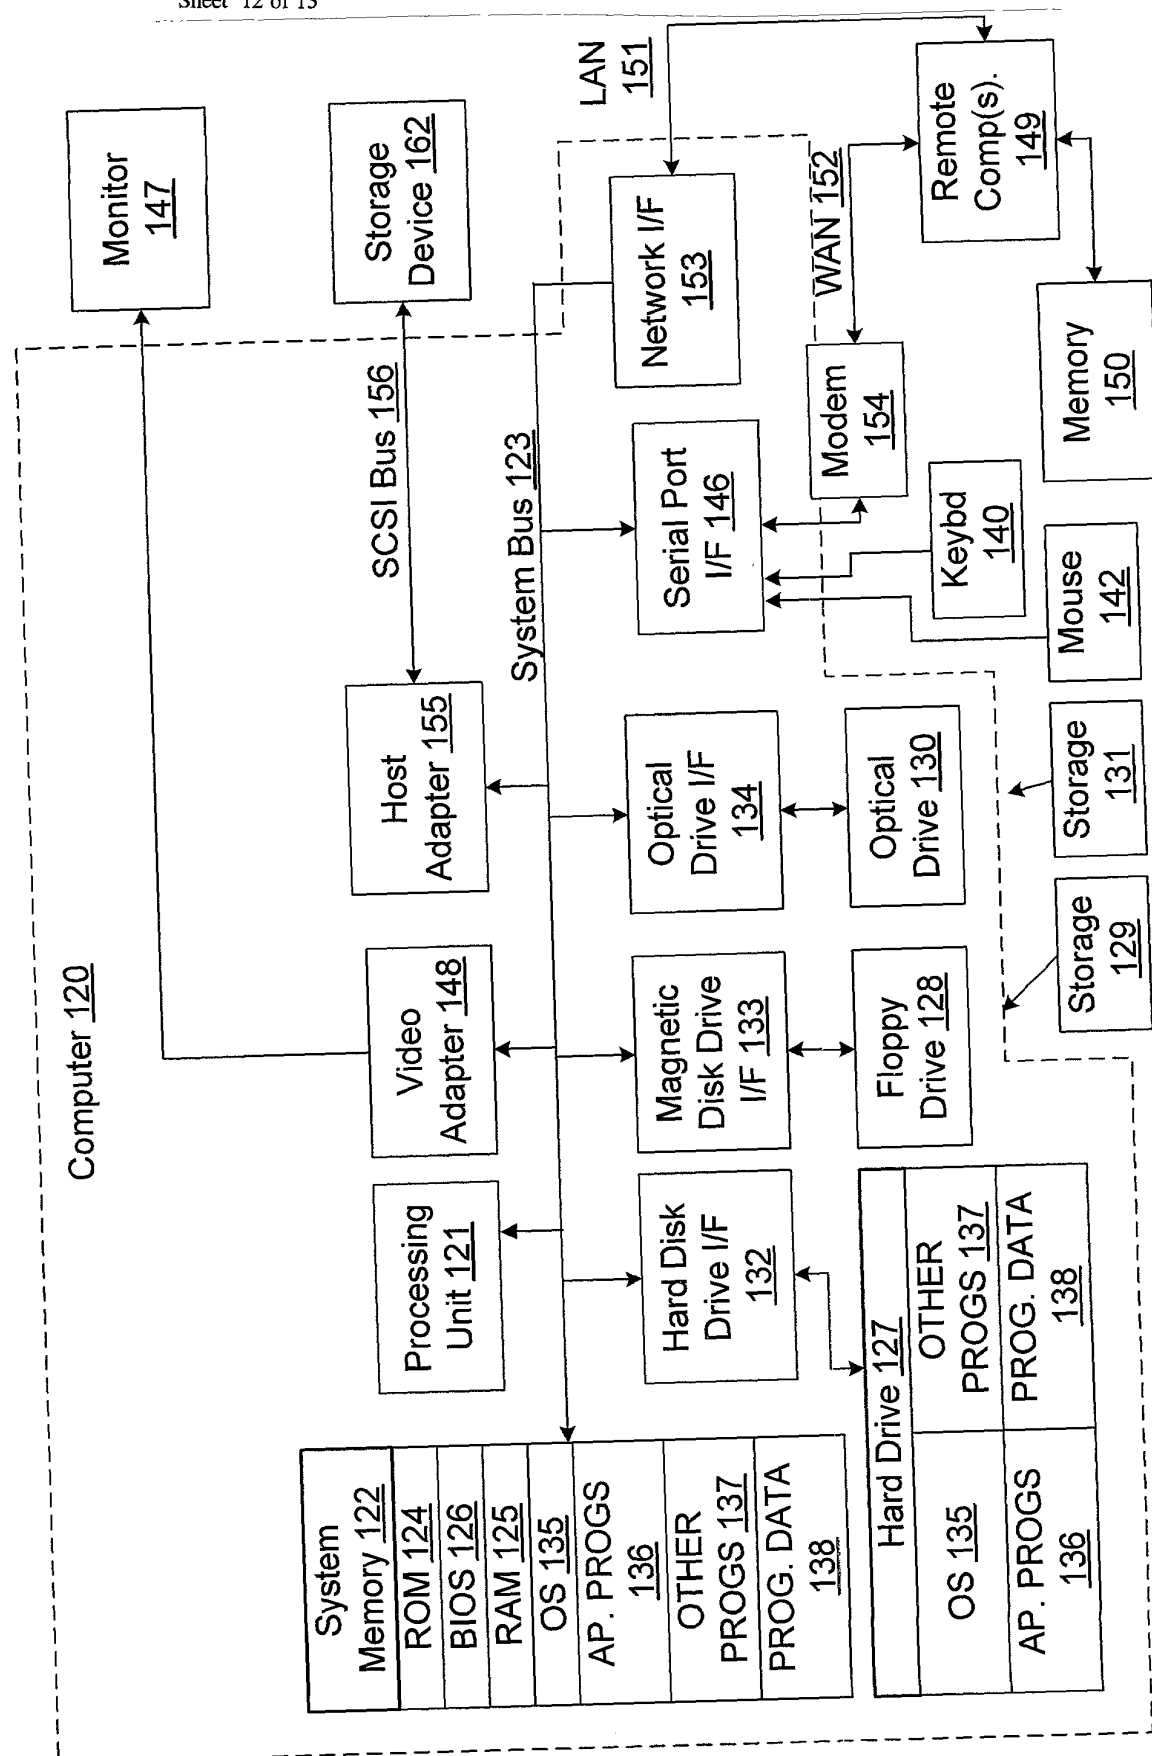 Sheet 12 of 13
Computer 120
Monitor
147
Storage
Device 162
SCSI Bus 156
System Bus 123
LAN
151
WAN 152
System
Memory 122
ROM 124
BIOS 126
RAM 125
OS 135
AP. PROGS
136
OTHER
PROGS 137
PROG. DATA
138
Processing
Unit 121
Video
Adapter 148
Host
Adapter 155
Hard Disk
Drive I/F
132
Magnetic
Disk Drive
I/F 133
Optical
Drive I/F
134
Serial Port
I/F 146
Network I/F
153
Hard Drive 127
OS 135
OTHER
PROGS 137
AP. PROGS
136
PROG. DATA
138
Floppy
Drive 128
Optical
Drive 130
Modem
154
Remote
Comp(s).
149
Storage
129
Storage
131
Mouse
142
Keybd
140
Memory
150